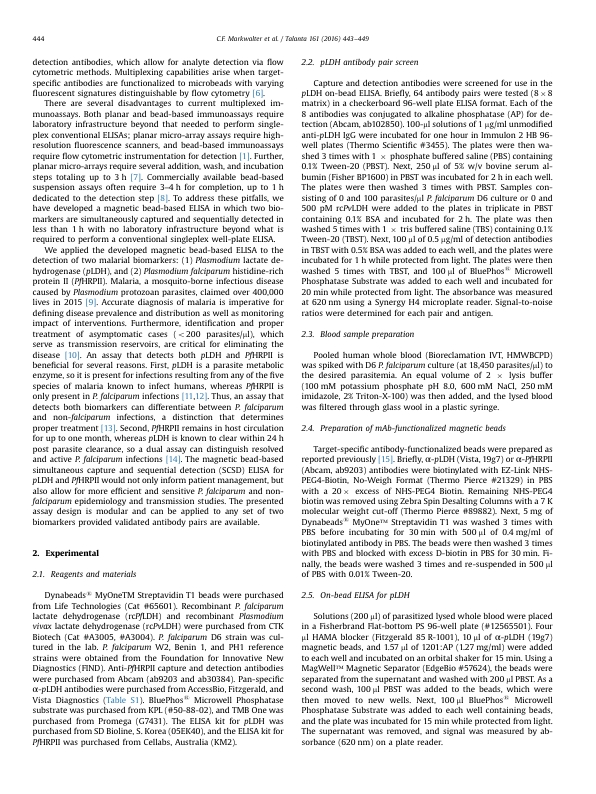 444
C.F. Markwalter et al. / Talanta 161 (2016) 443–449
detection antibodies, which allow for analyte detection via flow
cytometric methods. Multiplexing capabilities arise when target-
specific antibodies are functionalized to microbeads with varying
fluorescent signatures distinguishable by flow cytometry [6].
There are several disadvantages to current multiplexed im-
munoassays. Both planar and bead-based immunoassays require
laboratory infrastructure beyond that needed to perform single-
plex conventional ELISAs; planar micro-array assays require high-
resolution fluorescence scanners, and bead-based immunoassays
require flow cytometric instrumentation for detection [1]. Further,
planar micro-arrays require several addition, wash, and incubation
steps totaling up to 3 h [7]. Commercially available bead-based
suspension assays often require 3–4 h for completion, up to 1 h
dedicated to the detection step [8]. To address these pitfalls, we
have developed a magnetic bead-based ELISA in which two bio-
markers are simultaneously captured and sequentially detected in
less than 1 h with no laboratory infrastructure beyond what is
required to perform a conventional singleplex well-plate ELISA.
We applied the developed magnetic bead-based ELISA to the
detection of two malarial biomarkers: (1) Plasmodium lactate de-
hydrogenase (pLDH), and (2) Plasmodium falciparum histidine-rich
protein II (PfHRPII). Malaria, a mosquito-borne infectious disease
caused by Plasmodium protozoan parasites, claimed over 400,000
lives in 2015 [9]. Accurate diagnosis of malaria is imperative for
defining disease prevalence and distribution as well as monitoring
impact of interventions. Furthermore, identification and proper
treatment of asymptomatic cases (<200 parasites/μl), which
serve as transmission reservoirs, are critical for eliminating the
disease [10]. An assay that detects both pLDH and PfHRPII is
beneficial for several reasons. First, pLDH is a parasite metabolic
enzyme, so it is present for infections resulting from any of the five
species of malaria known to infect humans, whereas PfHRPII is
only present in P. falciparum infections [11,12]. Thus, an assay that
detects both biomarkers can differentiate between P. falciparum
and non-falciparum infections, a distinction that determines
proper treatment [13]. Second, PfHRPII remains in host circulation
for up to one month, whereas pLDH is known to clear within 24 h
post parasite clearance, so a dual assay can distinguish resolved
and active P. falciparum infections [14]. The magnetic bead-based
simultaneous capture and sequential detection (SCSD) ELISA for
pLDH and PfHRPII would not only inform patient management, but
also allow for more efficient and sensitive P. falciparum and non-
falciparum epidemiology and transmission studies. The presented
assay design is modular and can be applied to any set of two
biomarkers provided validated antibody pairs are available.
2. Experimental
2.1. Reagents and materials
Dynabeads® MyOneTM Streptavidin T1 beads were purchased
from Life Technologies (Cat #65601). Recombinant P. falciparum
lactate dehydrogenase (rcPfLDH) and recombinant Plasmodium
vivax lactate dehydrogenase (rcPvLDH) were purchased from CTK
Biotech (Cat #A3005, #A3004). P. falciparum D6 strain was cul-
tured in the lab. P. falciparum W2, Benin 1, and PH1 reference
strains were obtained from the Foundation for Innovative New
Diagnostics (FIND). Anti-PfHRPII capture and detection antibodies
were purchased from Abcam (ab9203 and ab30384). Pan-specific
α-pLDH antibodies were purchased from AccessBio, Fitzgerald, and
Vista Diagnostics (Table S1). BluePhos® Microwell Phosphatase
substrate was purchased from KPL (#50-88-02), and TMB One was
purchased from Promega (G7431). The ELISA kit for pLDH was
purchased from SD Bioline, S. Korea (05EK40), and the ELISA kit for
PfHRPII was purchased from Cellabs, Australia (KM2).
2.2. pLDH antibody pair screen
Capture and detection antibodies were screened for use in the
pLDH on-bead ELISA. Briefly, 64 antibody pairs were tested (8 × 8
matrix) in a checkerboard 96-well plate ELISA format. Each of the
8 antibodies was conjugated to alkaline phosphatase (AP) for de-
tection (Abcam, ab102850). 100-μl solutions of 1 μg/ml unmodified
anti-pLDH IgG were incubated for one hour in Immulon 2 HB 96-
well plates (Thermo Scientific #3455). The plates were then wa-
shed 3 times with 1 × phosphate buffered saline (PBS) containing
0.1% Tween-20 (PBST). Next, 250 μl of 5% w/v bovine serum al-
bumin (Fisher BP1600) in PBST was incubated for 2 h in each well.
The plates were then washed 3 times with PBST. Samples con-
sisting of 0 and 100 parasites/μl P. falciparum D6 culture or 0 and
500 pM rcPvLDH were added to the plates in triplicate in PBST
containing 0.1% BSA and incubated for 2 h. The plate was then
washed 5 times with 1 × tris buffered saline (TBS) containing 0.1%
Tween-20 (TBST). Next, 100 μl of 0.5 μg/ml of detection antibodies
in TBST with 0.5% BSA was added to each well, and the plates were
incubated for 1 h while protected from light. The plates were then
washed 5 times with TBST, and 100 μl of BluePhos® Microwell
Phosphatase Substrate was added to each well and incubated for
20 min while protected from light. The absorbance was measured
at 620 nm using a Synergy H4 microplate reader. Signal-to-noise
ratios were determined for each pair and antigen.
2.3. Blood sample preparation
Pooled human whole blood (Bioreclamation IVT, HMWBCPD)
was spiked with D6 P. falciparum culture (at 18,450 parasites/μl) to
the desired parasitemia. An equal volume of 2 × lysis buffer
(100 mM potassium phosphate pH 8.0, 600 mM NaCl, 250 mM
imidazole, 2% Triton-X-100) was then added, and the lysed blood
was filtered through glass wool in a plastic syringe.
2.4. Preparation of mAb-functionalized magnetic beads
Target-specific antibody-functionalized beads were prepared as
reported previously [15]. Briefly, α-pLDH (Vista, 19g7) or α-PfHRPII
(Abcam, ab9203) antibodies were biotinylated with EZ-Link NHS-
PEG4-Biotin, No-Weigh Format (Thermo Pierce #21329) in PBS
with a 20 × excess of NHS-PEG4 Biotin. Remaining NHS-PEG4
biotin was removed using Zebra Spin Desalting Columns with a 7 K
molecular weight cut-off (Thermo Pierce #89882). Next, 5 mg of
Dynabeads® MyOne™ Streptavidin T1 was washed 3 times with
PBS before incubating for 30 min with 500 μl of 0.4 mg/ml of
biotinylated antibody in PBS. The beads were then washed 3 times
with PBS and blocked with excess D-biotin in PBS for 30 min. Fi-
nally, the beads were washed 3 times and re-suspended in 500 μl
of PBS with 0.01% Tween-20.
2.5. On-bead ELISA for pLDH
Solutions (200 μl) of parasitized lysed whole blood were placed
in a Fisherbrand Flat-bottom PS 96-well plate (#12565501). Four
μl HAMA blocker (Fitzgerald 85 R-1001), 10 μl of α-pLDH (19g7)
magnetic beads, and 1.57 μl of 1201:AP (1.27 mg/ml) were added
to each well and incubated on an orbital shaker for 15 min. Using a
MagWell™ Magnetic Separator (EdgeBio #57624), the beads were
separated from the supernatant and washed with 200 μl PBST. As a
second wash, 100 μl PBST was added to the beads, which were
then moved to new wells. Next, 100 μl BluePhos® Microwell
Phosphatase Substrate was added to each well containing beads,
and the plate was incubated for 15 min while protected from light.
The supernatant was removed, and signal was measured by ab-
sorbance (620 nm) on a plate reader.